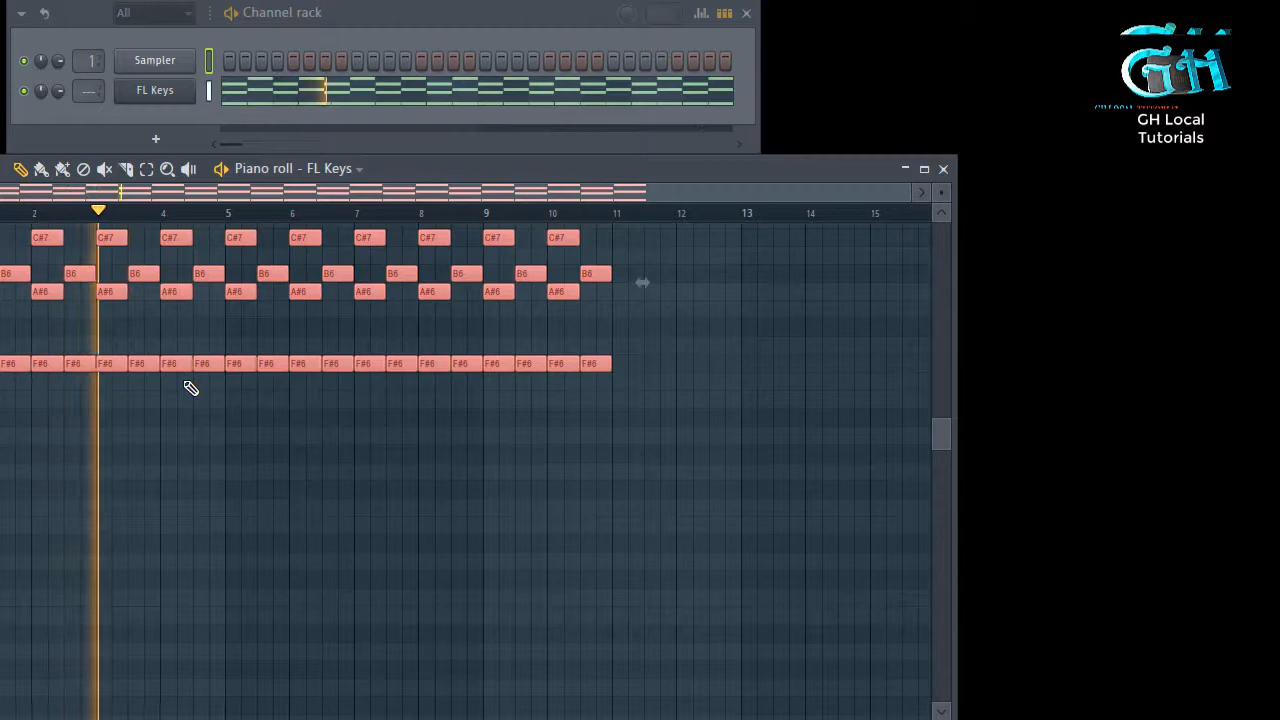 All
Channel rack
1 Sampler
--- FL Keys
+
GH
GH Local
Tutorials
Piano roll - FL Keys
2 4 5 6 7 8 9 10 11 12 13 14 15
C#7 C#7 C#7 C#7 C#7 C#7 C#7 C#7 C#7
B6 B6 B6 B6 B6 B6 B6 B6 B6 B6
A#6 A#6 A#6 A#6 A#6 A#6 A#6 A#6 A#6
F#6 F#6 F#6 F#6 F#6 F#6 F#6 F#6 F#6 F#6 F#6 F#6 F#6 F#6 F#6 F#6 F#6 F#6 F#6